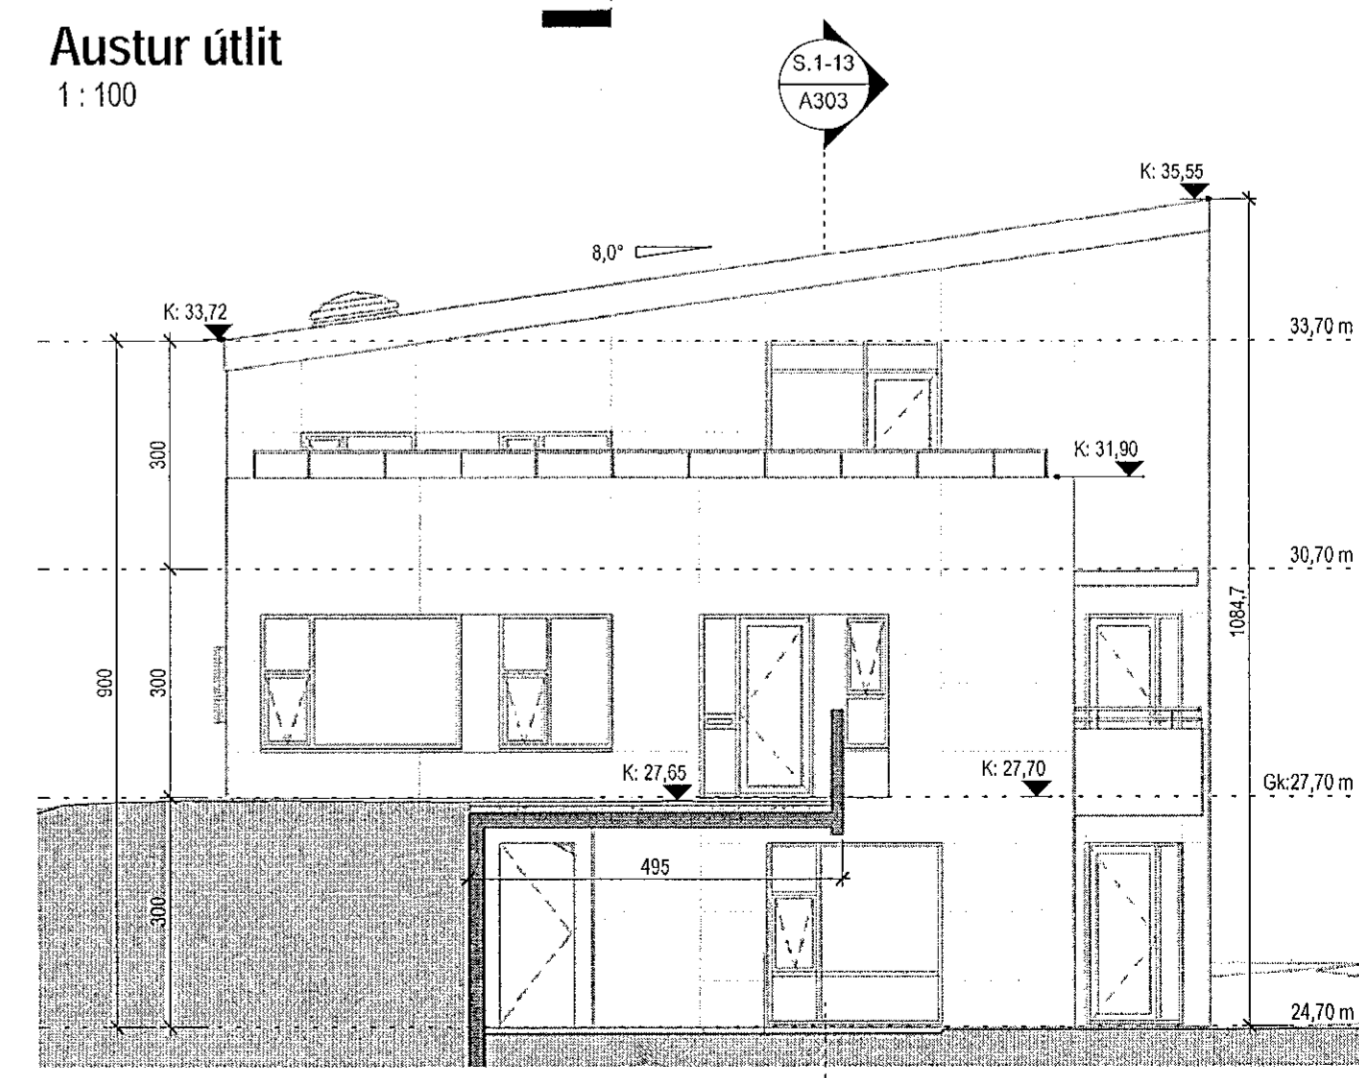 Austur útlit
1 : 100
S.1-13
A303
K: 35,55
8,0°
K: 33,72
33,70 m
300
K: 31,90
30,70 m
1084,7
900
300
K: 27,65
K: 27,70
Gk:27,70 m
495
300
24,70 m